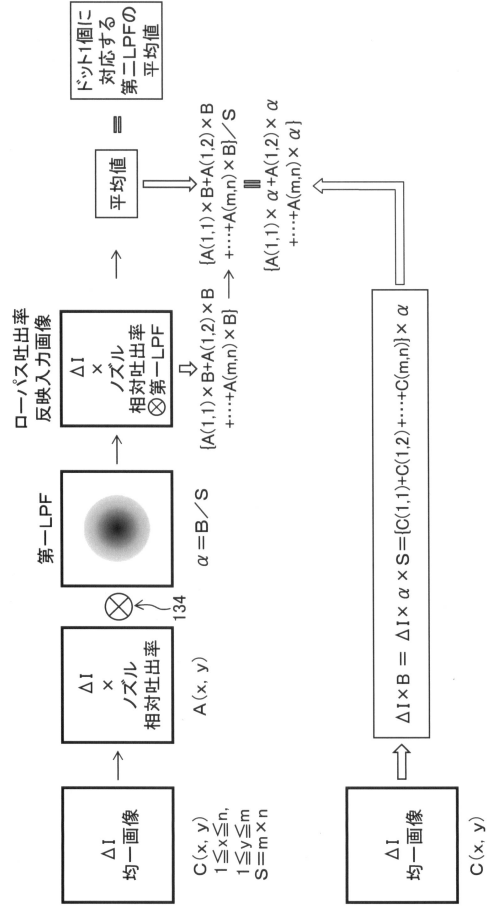 ΔI
均一画像
C(x, y)
1≦x≦n,
1≦y≦m
S=m×n
ΔI
×
ノズル
相対吐出率
A(x, y)
134
第一LPF
α=B/S
ローパス吐出率
反映入力画像
ΔI
×
ノズル
相対吐出率
⊗第一LPF
{A(1,1)×B+A(1,2)×B
+⋯+A(m,n)×B}
平均値
=
ドット1個に
対応する
第二LPFの
平均値
{A(1,1)×B+A(1,2)×B
+⋯+A(m,n)×B}/S
=
{A(1,1)×α+A(1,2)×α
+⋯+A(m,n)×α}
ΔI
均一画像
C(x, y)
ΔI×B = ΔI×α×S={C(1,1)+C(1,2)+⋯+C(m,n)}×α